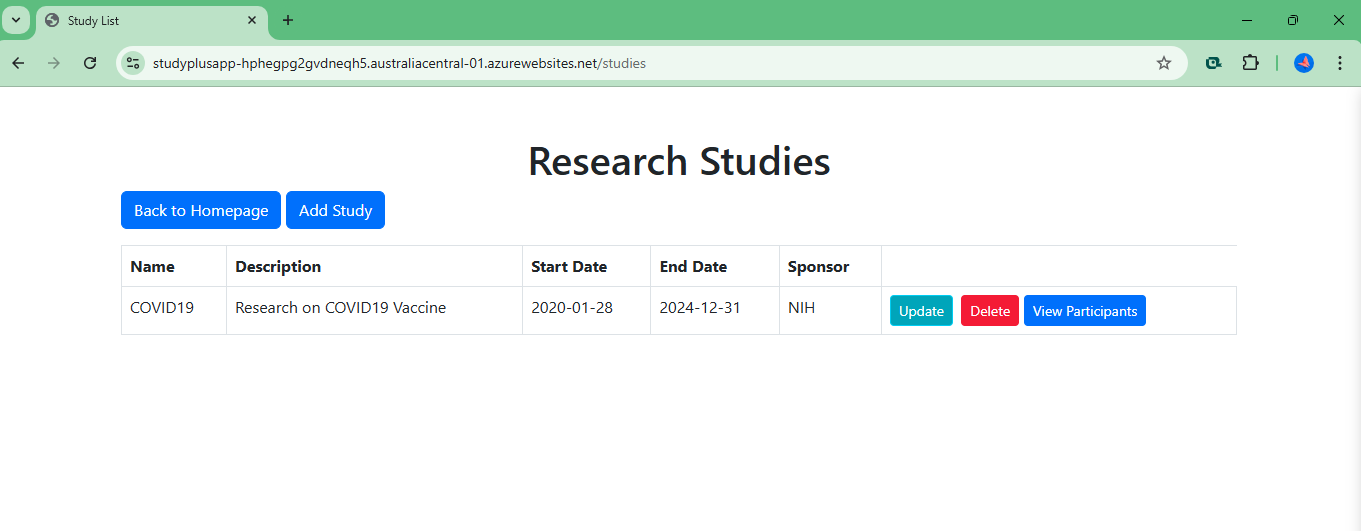 Study List
studyplusapp-hphegpg2gvdneqh5.australiacentral-01.azurewebsites.net/studies
Research Studies
Back to Homepage Add Study
Name Description Start Date End Date Sponsor
COVID19 Research on COVID19 Vaccine 2020-01-28 2024-12-31 NIH Update Delete View Participants